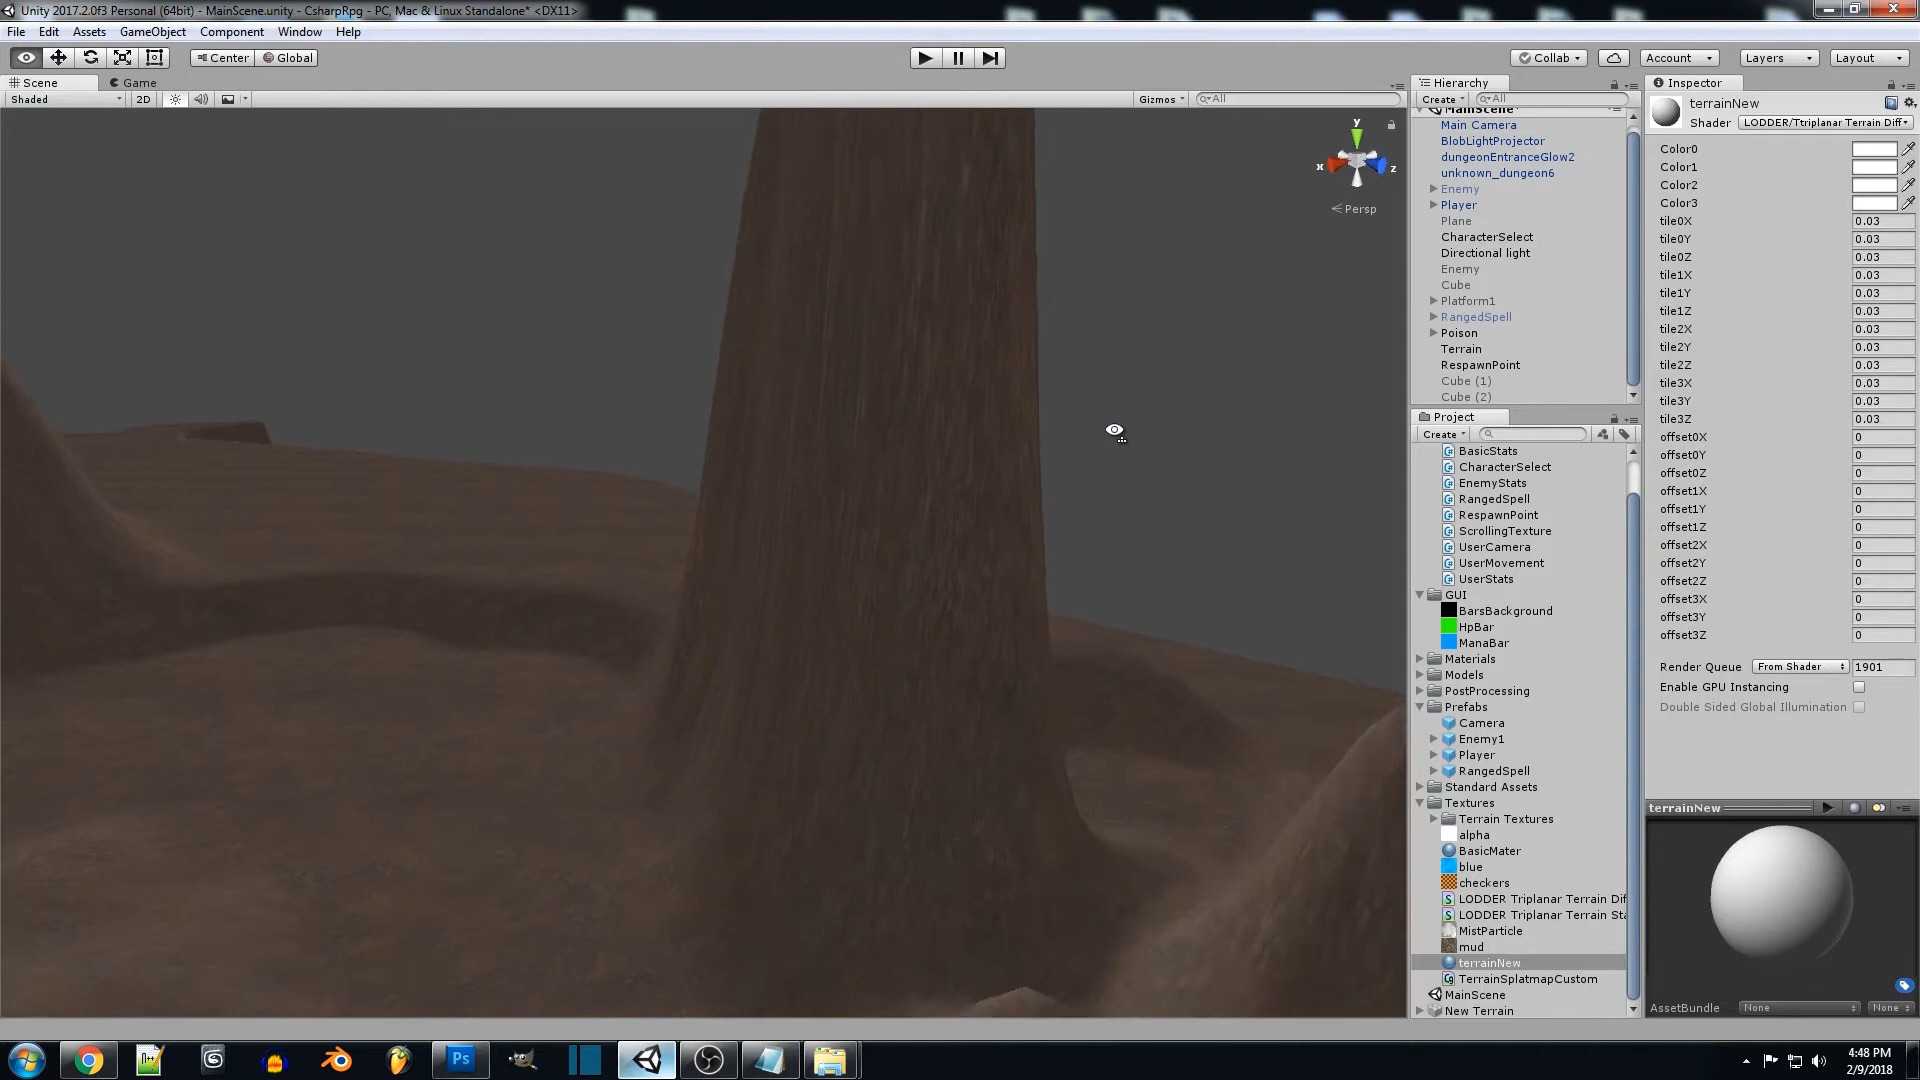 Unity 2017.2.0f3 Personal (64bit) - MainScene.unity - CsharpRpg - PC, Mac & Linux Standalone* <DX11>
File Edit Assets GameObject Component Window Help
Center Global Collab Account Layers Layout
Scene Game
Shaded 2D Gizmos All
y
x z
Persp
Hierarchy
Create All
MainScene*
Main Camera
BlobLightProjector
dungeonEntranceGlow2
unknown_dungeon6
Enemy
Player
Plane
CharacterSelect
Directional light
Enemy
Cube
Platform1
RangedSpell
Poison
Terrain
RespawnPoint
Cube (1)
Cube (2)
Project
Create
BasicStats
CharacterSelect
EnemyStats
RangedSpell
RespawnPoint
ScrollingTexture
UserCamera
UserMovement
UserStats
GUI
BarsBackground
HpBar
ManaBar
Materials
Models
PostProcessing
Prefabs
Camera
Enemy1
Player
RangedSpell
Standard Assets
Textures
Terrain Textures
alpha
BasicMater
blue
checkers
LODDER Triplanar Terrain Dif
LODDER Triplanar Terrain Sta
MistParticle
mud
terrainNew
TerrainSplatmapCustom
MainScene
New Terrain
Inspector
terrainNew
Shader LODDER/Ttriplanar Terrain Diff
Color0
Color1
Color2
Color3
tile0X 0.03
tile0Y 0.03
tile0Z 0.03
tile1X 0.03
tile1Y 0.03
tile1Z 0.03
tile2X 0.03
tile2Y 0.03
tile2Z 0.03
tile3X 0.03
tile3Y 0.03
tile3Z 0.03
offset0X 0
offset0Y 0
offset0Z 0
offset1X 0
offset1Y 0
offset1Z 0
offset2X 0
offset2Y 0
offset2Z 0
offset3X 0
offset3Y 0
offset3Z 0
Render Queue From Shader 1901
Enable GPU Instancing
Double Sided Global Illumination
terrainNew
AssetBundle None None
Ps
4:48 PM
2/9/2018